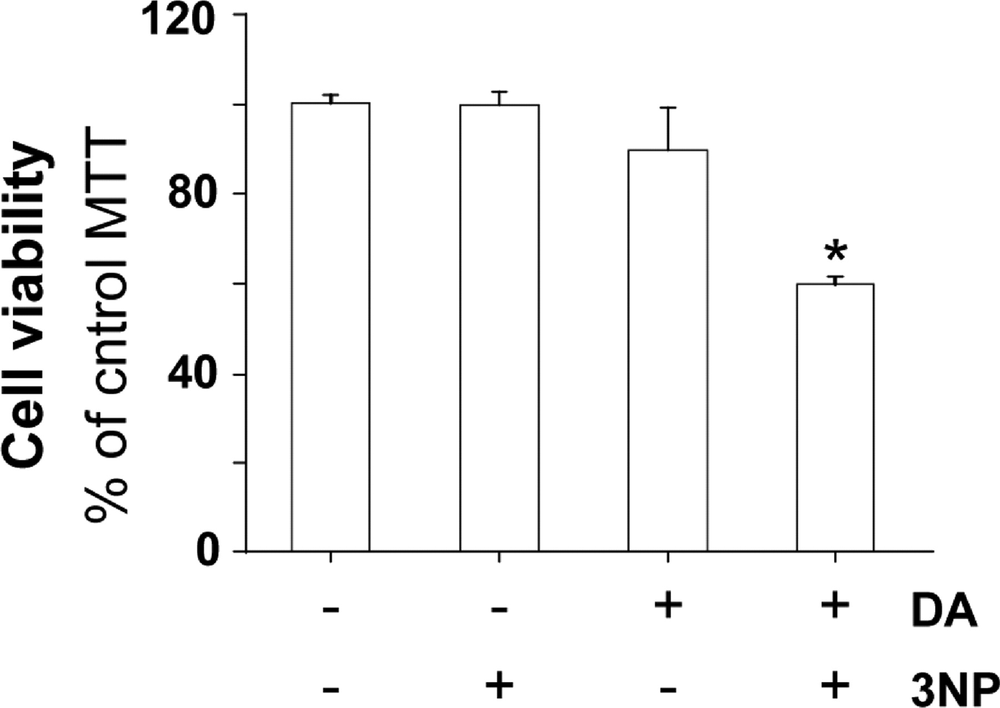 Cell viability
% of cntrol MTT
120
80
40
0
*
- - + + DA
- + - + 3NP